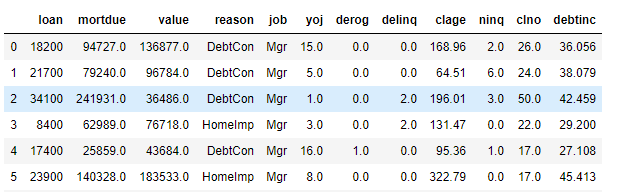 loan mortdue value reason job yoj derog delinq clage ninq clno debtinc
0 18200 94727.0 136877.0 DebtCon Mgr 15.0 0.0 0.0 168.96 2.0 26.0 36.056
1 21700 79240.0 96784.0 DebtCon Mgr 5.0 0.0 0.0 64.51 6.0 24.0 38.079
2 34100 241931.0 36486.0 DebtCon Mgr 1.0 0.0 2.0 196.01 3.0 50.0 42.459
3 8400 62989.0 76718.0 HomeImp Mgr 3.0 0.0 2.0 131.47 0.0 22.0 29.200
4 17400 25859.0 43684.0 DebtCon Mgr 16.0 1.0 0.0 95.36 1.0 17.0 27.108
5 23900 140328.0 183533.0 HomeImp Mgr 8.0 0.0 0.0 322.79 0.0 17.0 45.413